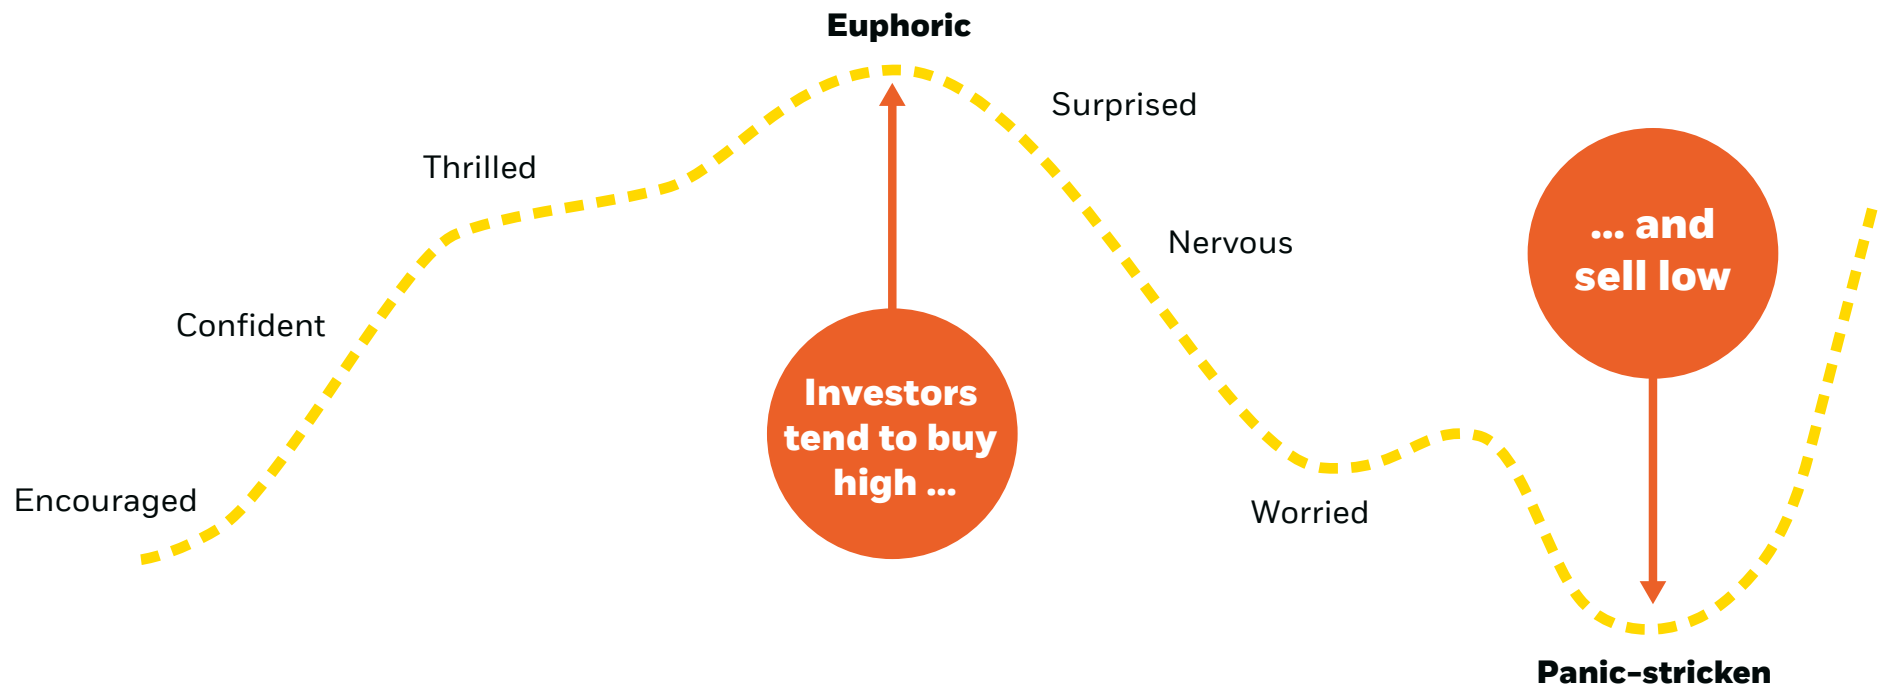 Euphoric
Surprised
Thrilled
Nervous
... and
sell low
Confident
Investors
tend to buy
high ...
Encouraged
Worried
Panic-stricken